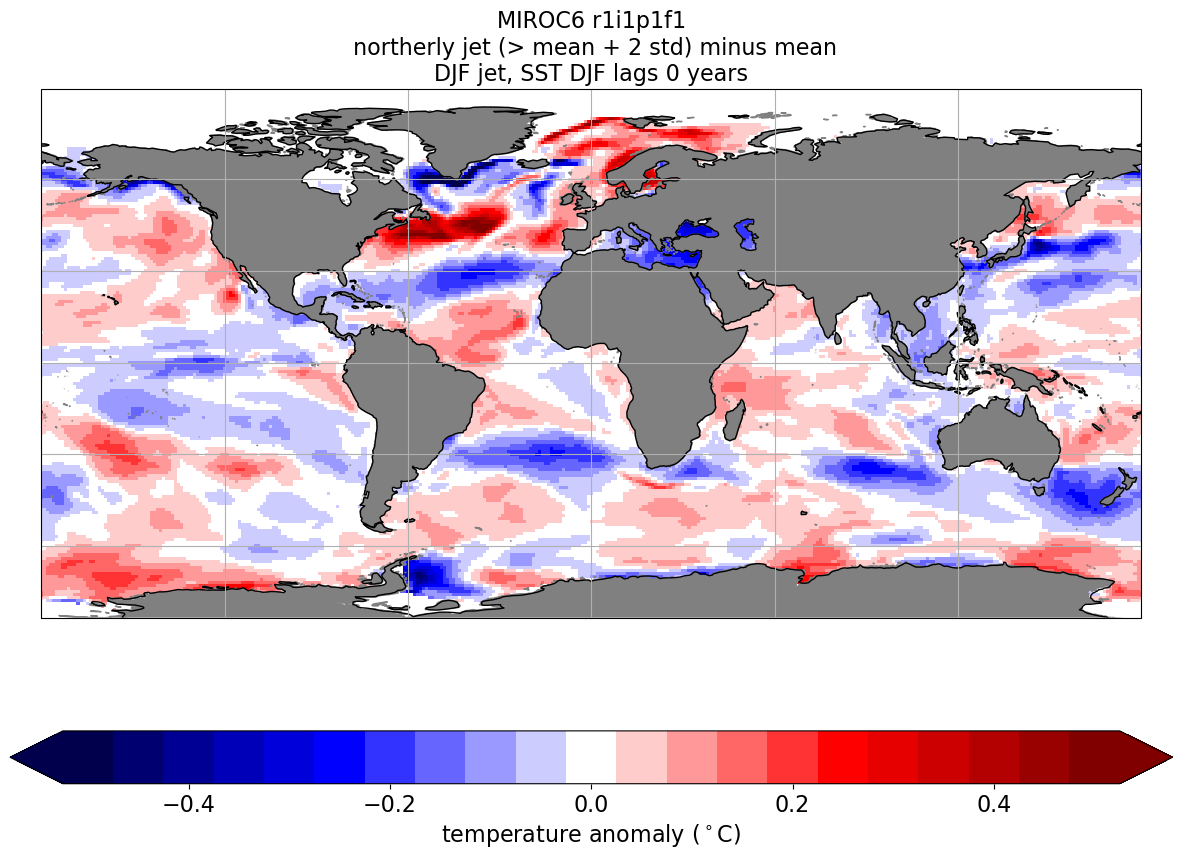 MIROC6 r1i1p1f1
northerly jet (> mean + 2 std) minus mean
DJF jet, SST DJF lags 0 years
−0.4 −0.2 0.0 0.2 0.4
temperature anomaly (°C)